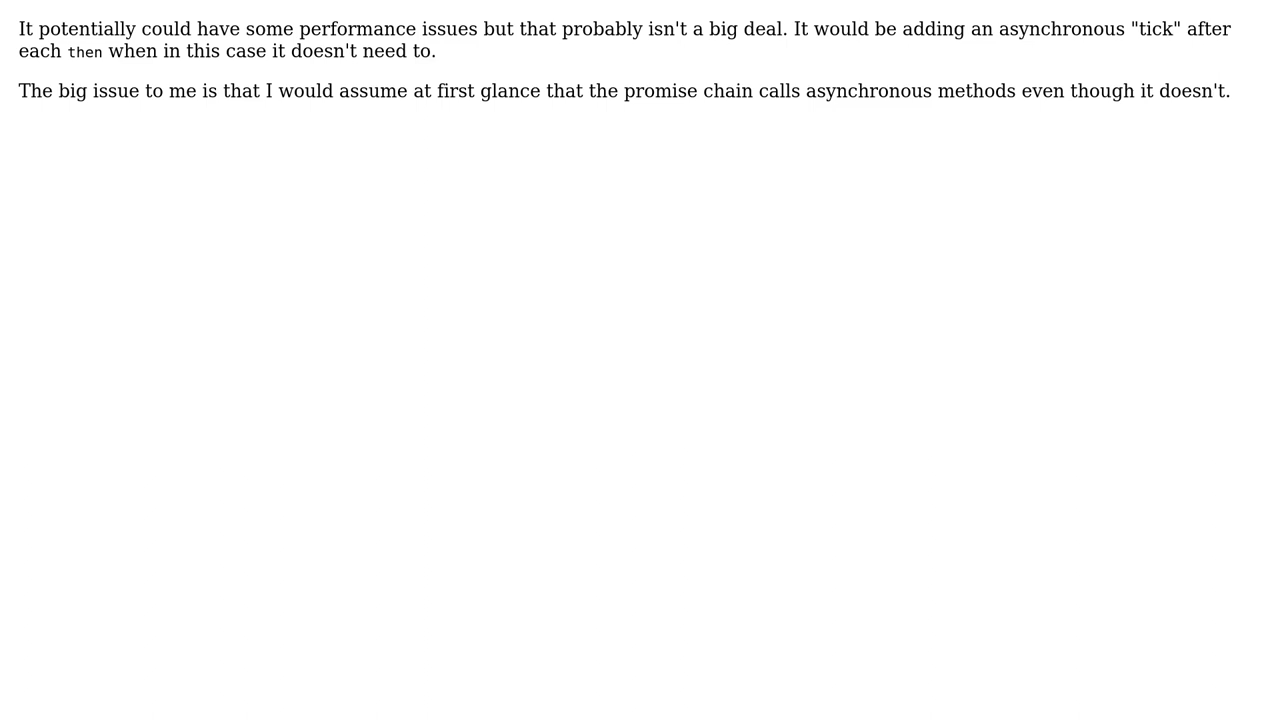 It potentially could have some performance issues but that probably isn't a big deal. It would be adding an asynchronous "tick" after
each then when in this case it doesn't need to.
The big issue to me is that I would assume at first glance that the promise chain calls asynchronous methods even though it doesn't.